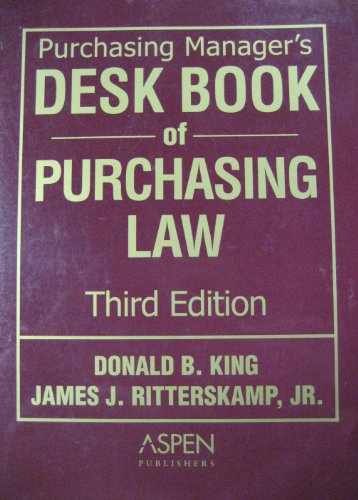 Purchasing Manager's
DESK BOOK
of
PURCHASING
LAW
Third Edition
DONALD B. KING
JAMES J. RITTERSKAMP, JR.
ASPEN
PUBLISHERS